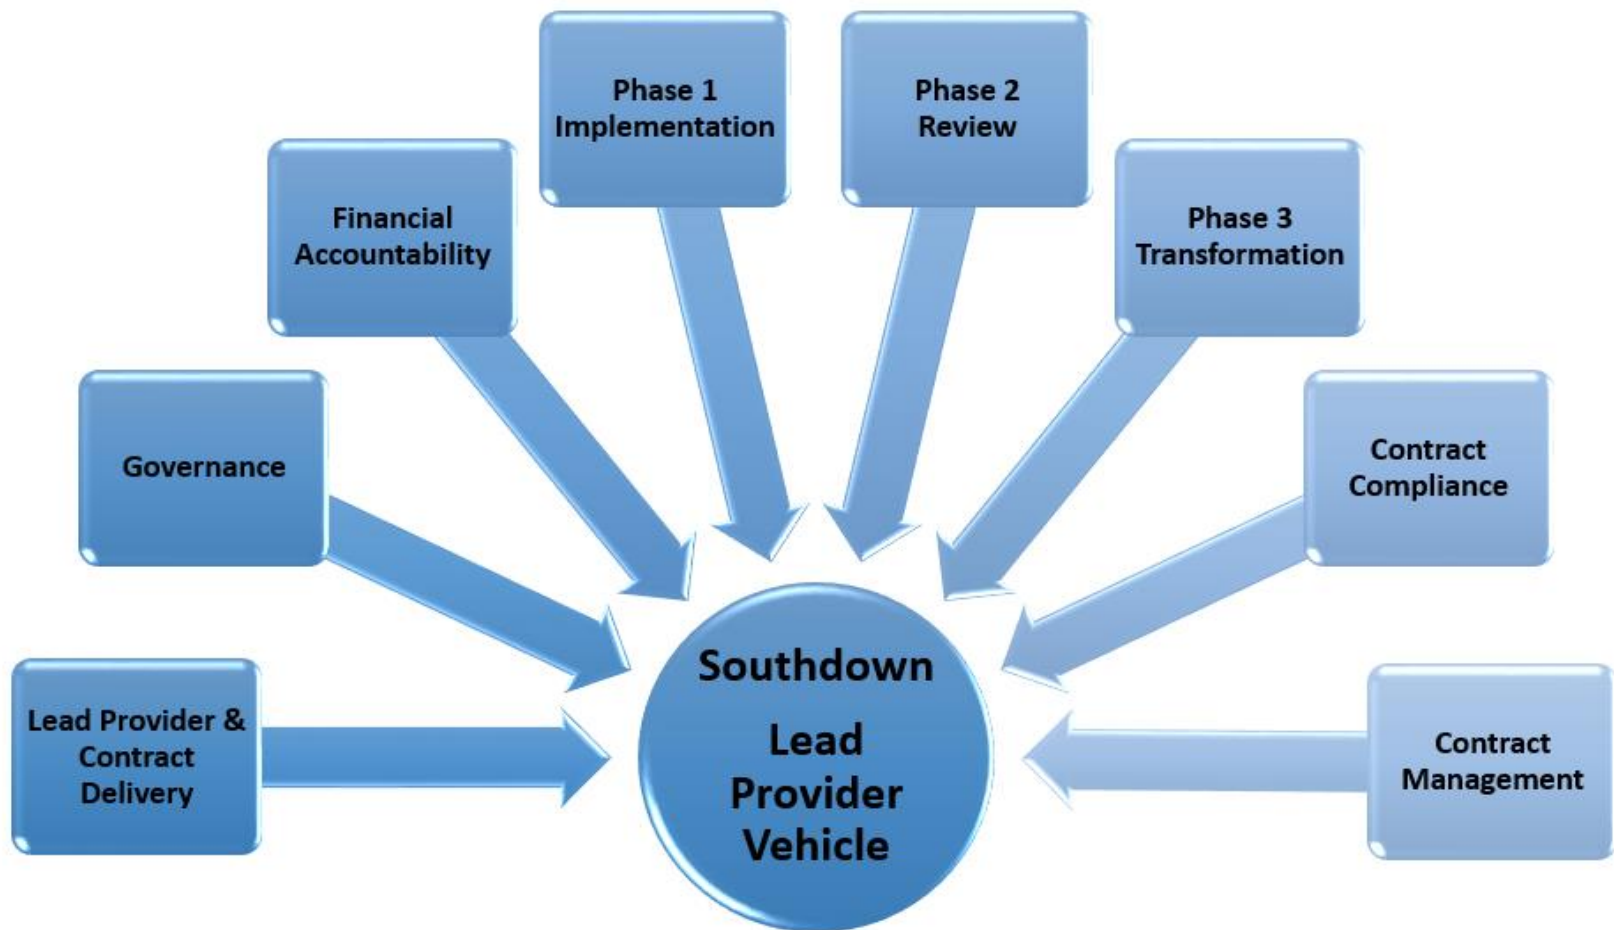 Phase 1
Implementation
Phase 2
Review
Financial
Accountability
Phase 3
Transformation
Governance
Contract
Compliance
Lead Provider &
Contract
Delivery
Southdown
Lead
Provider
Vehicle
Contract
Management